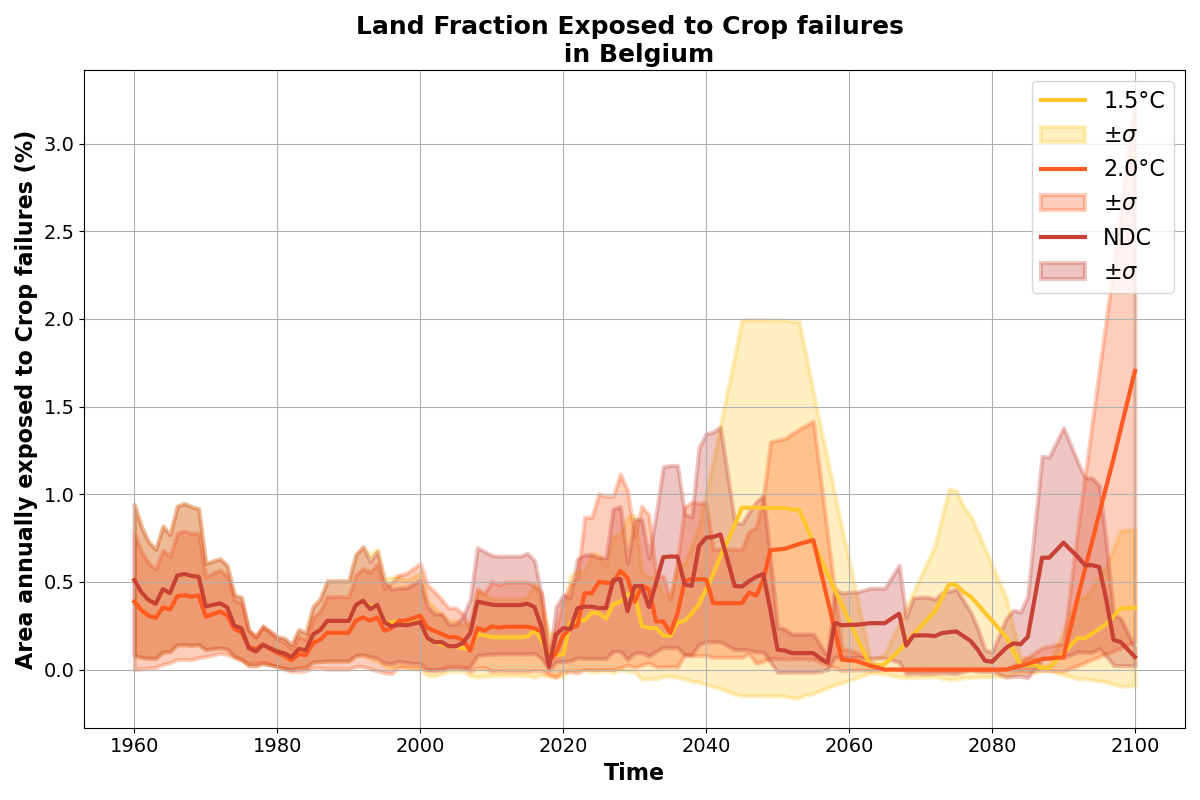 Land Fraction Exposed to Crop failures
in Belgium
Area annually exposed to Crop failures (%)
3.0
2.5
2.0
1.5
1.0
0.5
0.0
1.5°C
±σ
2.0°C
±σ
NDC
±σ
1960
1980
2000
2020
2040
2060
2080
2100
Time